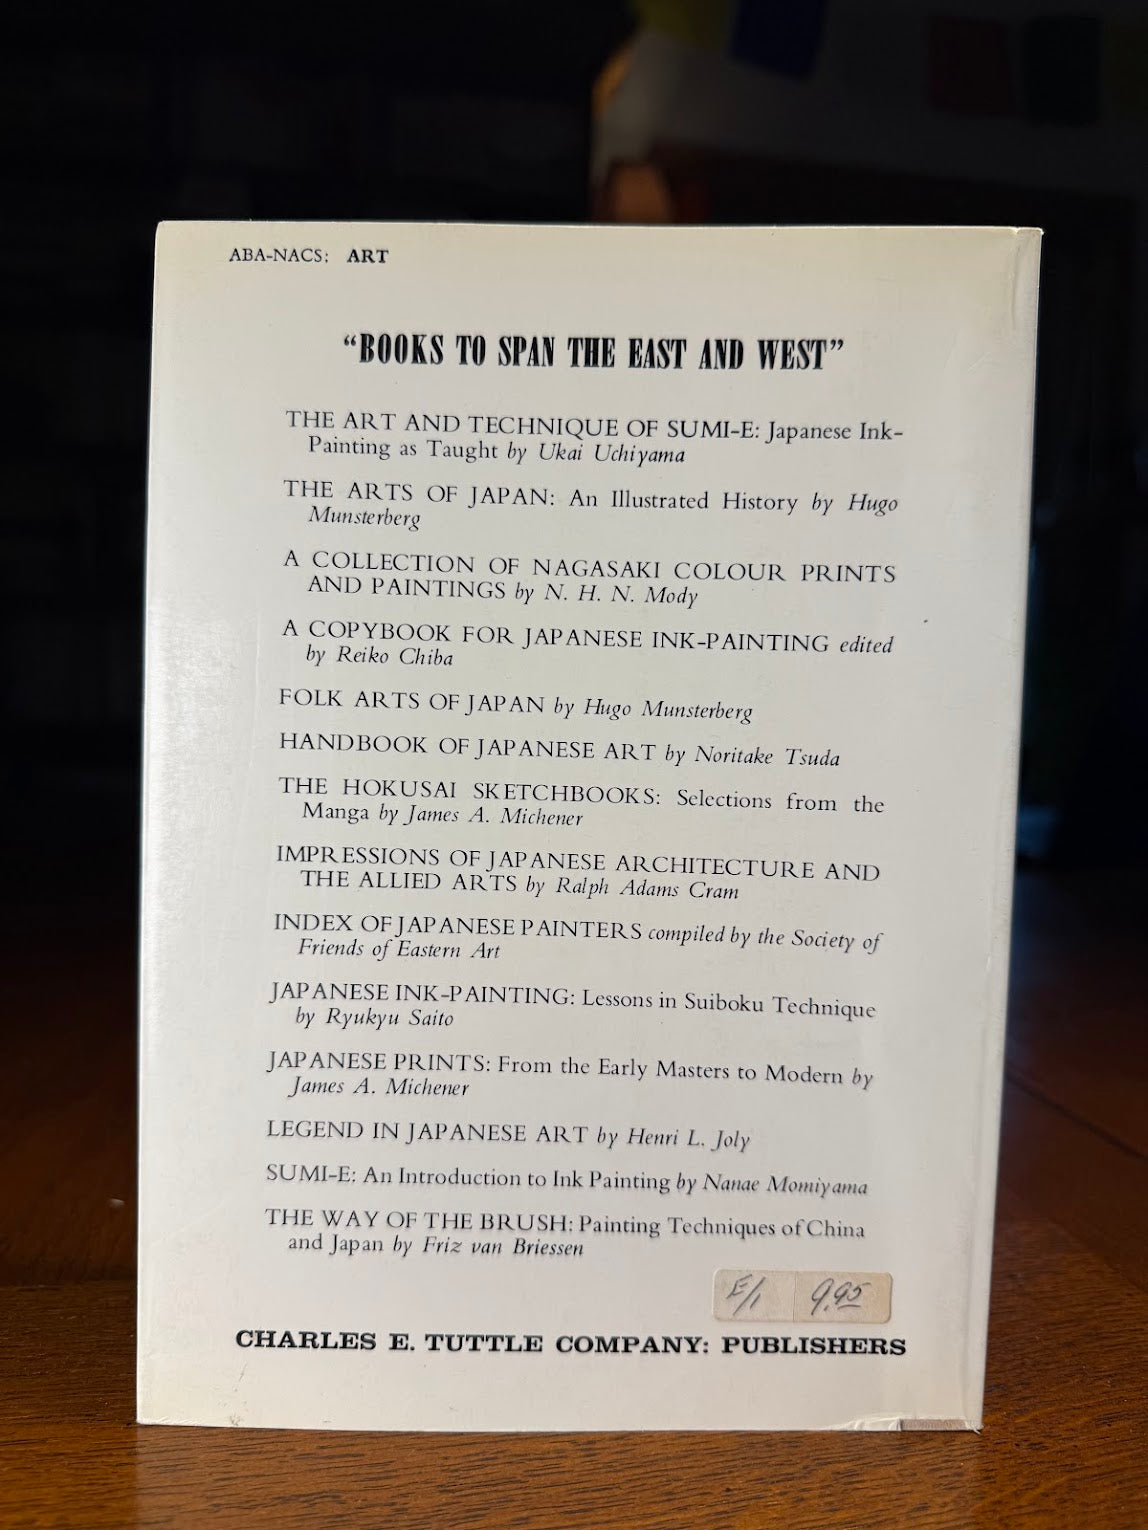 ABA-NACS: ART
"BOOKS TO SPAN THE EAST AND WEST"
THE ART AND TECHNIQUE OF SUMI-E: Japanese Ink-
Painting as Taught by Ukai Uchiyama
THE ARTS OF JAPAN: An Illustrated History by Hugo
Munsterberg
A COLLECTION OF NAGASAKI COLOUR PRINTS
AND PAINTINGS by N. H. N. Mody
A COPYBOOK FOR JAPANESE INK-PAINTING edited
by Reiko Chiba
FOLK ARTS OF JAPAN by Hugo Munsterberg
HANDBOOK OF JAPANESE ART by Noritake Tsuda
THE HOKUSAI SKETCHBOOKS: Selections from the
Manga by James A. Michener
IMPRESSIONS OF JAPANESE ARCHITECTURE AND
THE ALLIED ARTS by Ralph Adams Cram
INDEX OF JAPANESE PAINTERS compiled by the Society of
Friends of Eastern Art
JAPANESE INK-PAINTING: Lessons in Suiboku Technique
by Ryukyu Saito
JAPANESE PRINTS: From the Early Masters to Modern by
James A. Michener
LEGEND IN JAPANESE ART by Henri L. Joly
SUMI-E: An Introduction to Ink Painting by Nanae Momiyama
THE WAY OF THE BRUSH: Painting Techniques of China
and Japan by Friz van Briessen
E/1 9.95
CHARLES E. TUTTLE COMPANY: PUBLISHERS